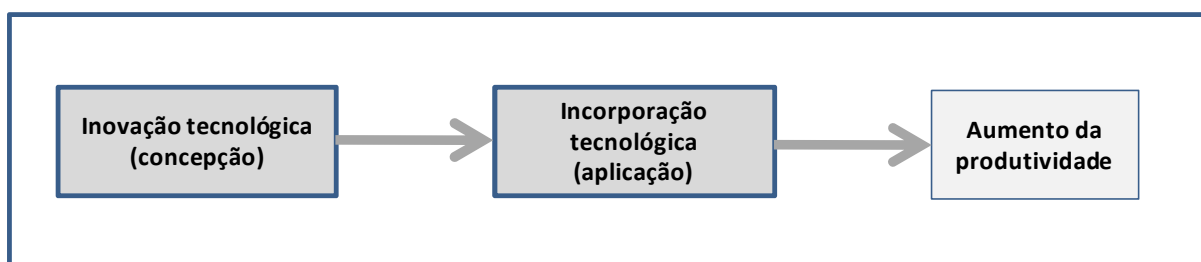 Inovação tecnológica
(concepção)
Incorporação
tecnológica
(aplicação)
Aumento da
produtividade